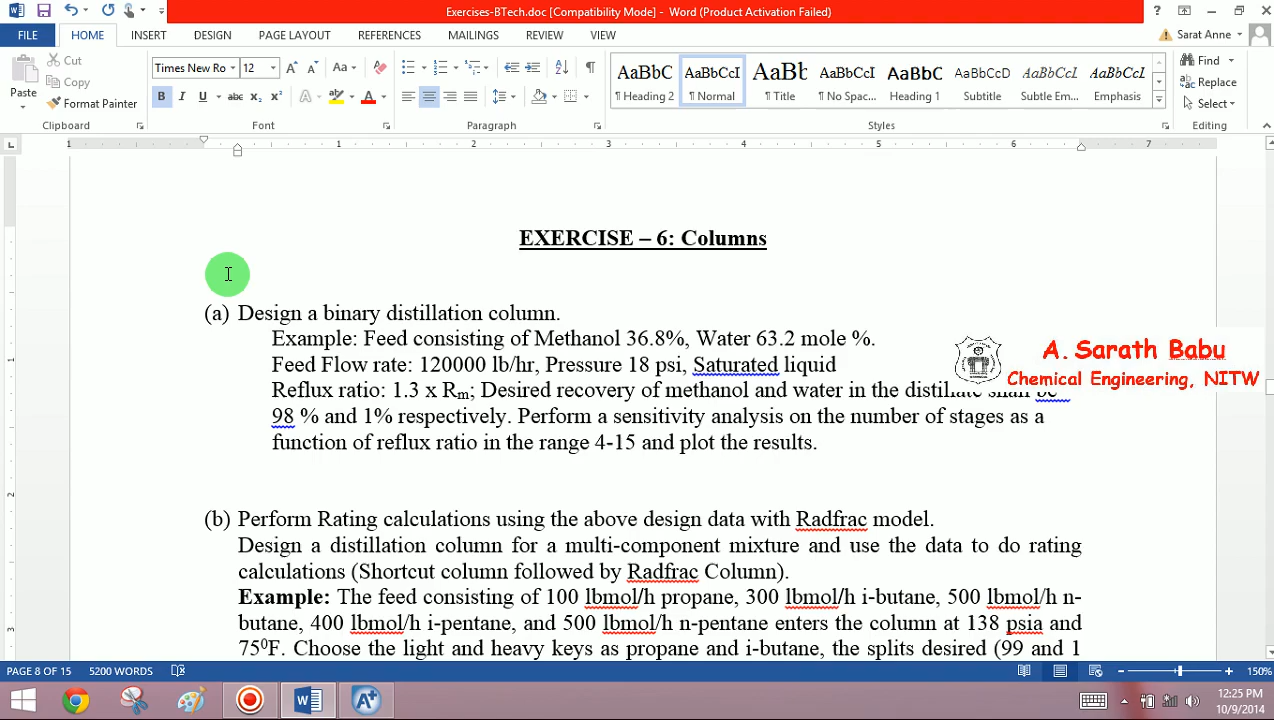 Exercises-BTech.doc [Compatibility Mode] - Word (Product Activation Failed)
FILE HOME INSERT DESIGN PAGE LAYOUT REFERENCES MAILINGS REVIEW VIEW Sarat Anne
Paste Cut Copy Format Painter
Times New Ro 12 Aa
AaBbC AaBbCcI AaBb AaBbCcI AaBbC AaBbCcD AaBbCcI AaBbCcI
¶ Heading 2 ¶ Normal ¶ Title ¶ No Spac... Heading 1 Subtitle Subtle Em... Emphasis
Find Replace Select
Clipboard Font Paragraph Styles Editing
1 1 2 3 4 5 6 7
EXERCISE – 6: Columns
(a) Design a binary distillation column.
Example: Feed consisting of Methanol 36.8%, Water 63.2 mole %.
Feed Flow rate: 120000 lb/hr, Pressure 18 psi, Saturated liquid
Reflux ratio: 1.3 x Rm; Desired recovery of methanol and water in the distillate shall be
98 % and 1% respectively. Perform a sensitivity analysis on the number of stages as a
function of reflux ratio in the range 4-15 and plot the results.
A. Sarath Babu
Chemical Engineering, NITW
(b) Perform Rating calculations using the above design data with Radfrac model.
Design a distillation column for a multi-component mixture and use the data to do rating
calculations (Shortcut column followed by Radfrac Column).
Example: The feed consisting of 100 lbmol/h propane, 300 lbmol/h i-butane, 500 lbmol/h n-
butane, 400 lbmol/h i-pentane, and 500 lbmol/h n-pentane enters the column at 138 psia and
75⁰F. Choose the light and heavy keys as propane and i-butane, the splits desired (99 and 1
PAGE 8 OF 15 5200 WORDS 150%
12:25 PM
10/9/2014